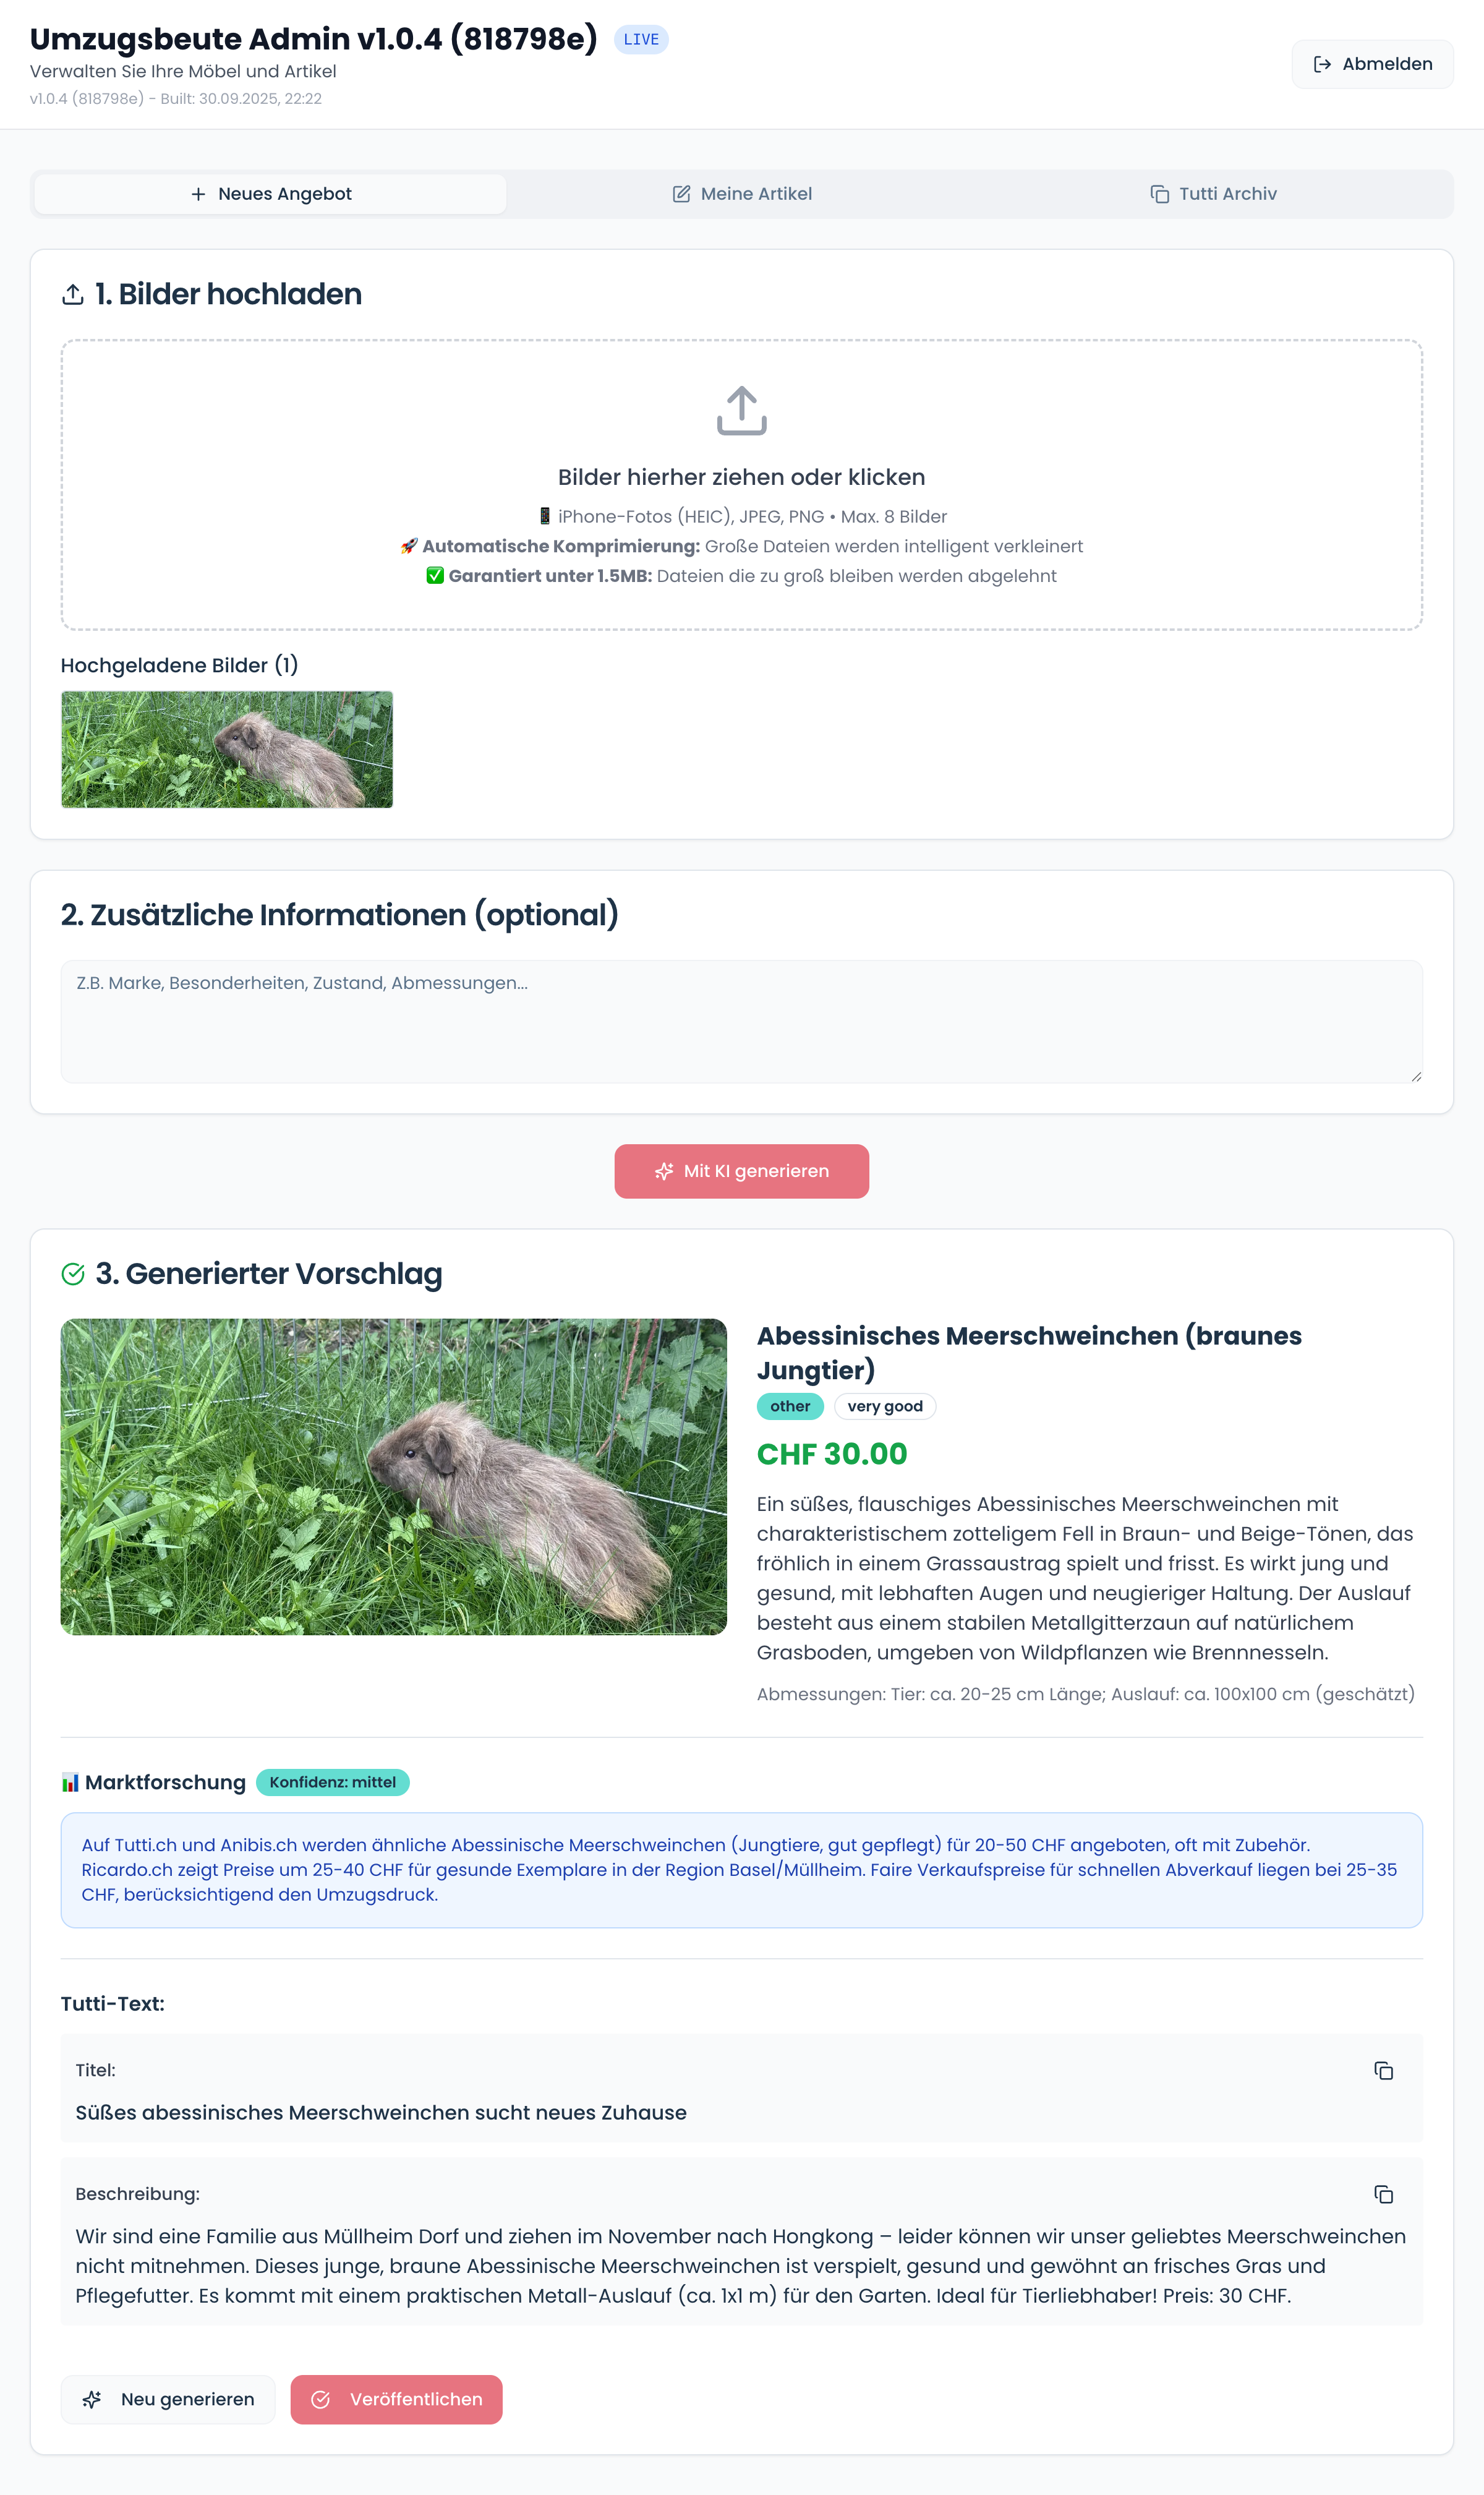 Umzugsbeute Admin v1.0.4 (818798e) LIVE
Verwalten Sie Ihre Möbel und Artikel
v1.0.4 (818798e) - Built: 30.09.2025, 22:22
Abmelden
Neues Angebot
Meine Artikel
Tutti Archiv
1. Bilder hochladen
Bilder hierher ziehen oder klicken
📱 iPhone-Fotos (HEIC), JPEG, PNG • Max. 8 Bilder
🚀 Automatische Komprimierung: Große Dateien werden intelligent verkleinert
✅ Garantiert unter 1.5MB: Dateien die zu groß bleiben werden abgelehnt
Hochgeladene Bilder (1)
2. Zusätzliche Informationen (optional)
Z.B. Marke, Besonderheiten, Zustand, Abmessungen...
Mit KI generieren
3. Generierter Vorschlag
Abessinisches Meerschweinchen (braunes
Jungtier)
other very good
CHF 30.00
Ein süßes, flauschiges Abessinisches Meerschweinchen mit
charakteristischem zotteligem Fell in Braun- und Beige-Tönen, das
fröhlich in einem Grassaustrag spielt und frisst. Es wirkt jung und
gesund, mit lebhaften Augen und neugieriger Haltung. Der Auslauf
besteht aus einem stabilen Metallgitterzaun auf natürlichem
Grasboden, umgeben von Wildpflanzen wie Brennnesseln.
Abmessungen: Tier: ca. 20-25 cm Länge; Auslauf: ca. 100x100 cm (geschätzt)
📊 Marktforschung Konfidenz: mittel
Auf Tutti.ch und Anibis.ch werden ähnliche Abessinische Meerschweinchen (Jungtiere, gut gepflegt) für 20-50 CHF angeboten, oft mit Zubehör.
Ricardo.ch zeigt Preise um 25-40 CHF für gesunde Exemplare in der Region Basel/Müllheim. Faire Verkaufspreise für schnellen Abverkauf liegen bei 25-35
CHF, berücksichtigend den Umzugsdruck.
Tutti-Text:
Titel:
Süßes abessinisches Meerschweinchen sucht neues Zuhause
Beschreibung:
Wir sind eine Familie aus Müllheim Dorf und ziehen im November nach Hongkong – leider können wir unser geliebtes Meerschweinchen
nicht mitnehmen. Dieses junge, braune Abessinische Meerschweinchen ist verspielt, gesund und gewöhnt an frisches Gras und
Pflegefutter. Es kommt mit einem praktischen Metall-Auslauf (ca. 1x1 m) für den Garten. Ideal für Tierliebhaber! Preis: 30 CHF.
Neu generieren
Veröffentlichen